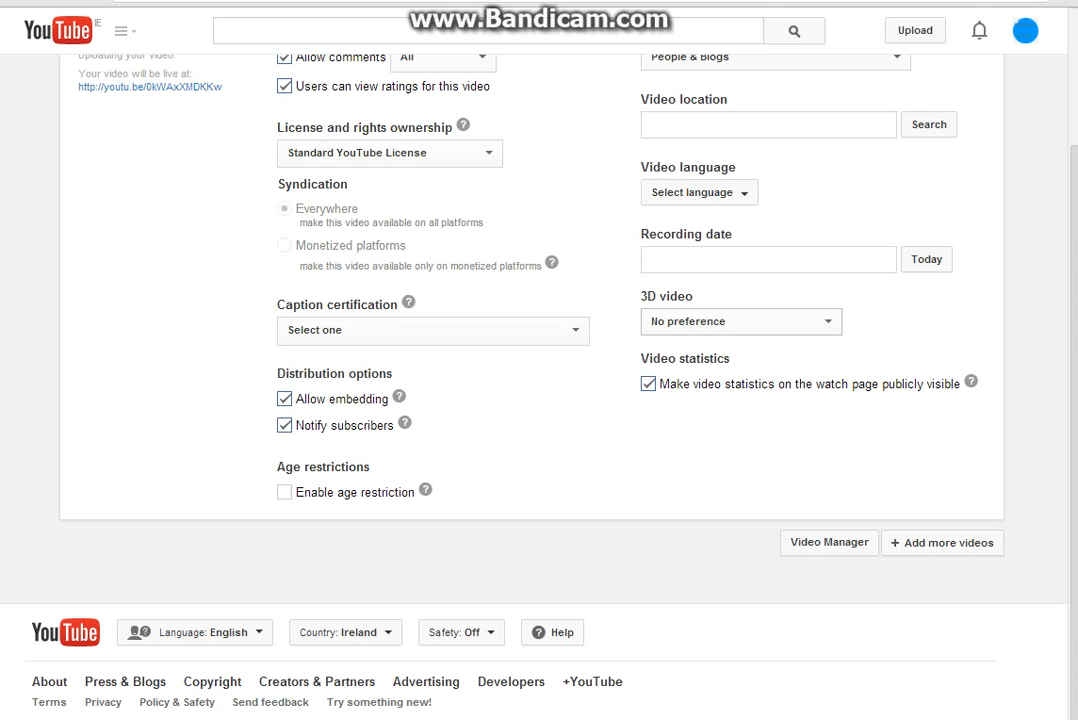 www.Bandicam.com
YouTube IE
Upload
Uploading your video.
Your video will be live at:
http://youtu.be/0kWAxXMDKKw
Allow comments All
Users can view ratings for this video
License and rights ownership ?
Standard YouTube License
Syndication
Everywhere
make this video available on all platforms
Monetized platforms
make this video available only on monetized platforms ?
Caption certification ?
Select one
Distribution options
Allow embedding ?
Notify subscribers ?
Age restrictions
Enable age restriction ?
People & Blogs
Video location
Search
Video language
Select language
Recording date
Today
3D video
No preference
Video statistics
Make video statistics on the watch page publicly visible ?
Video Manager + Add more videos
YouTube Language: English Country: Ireland Safety: Off ? Help
About Press & Blogs Copyright Creators & Partners Advertising Developers +YouTube
Terms Privacy Policy & Safety Send feedback Try something new!